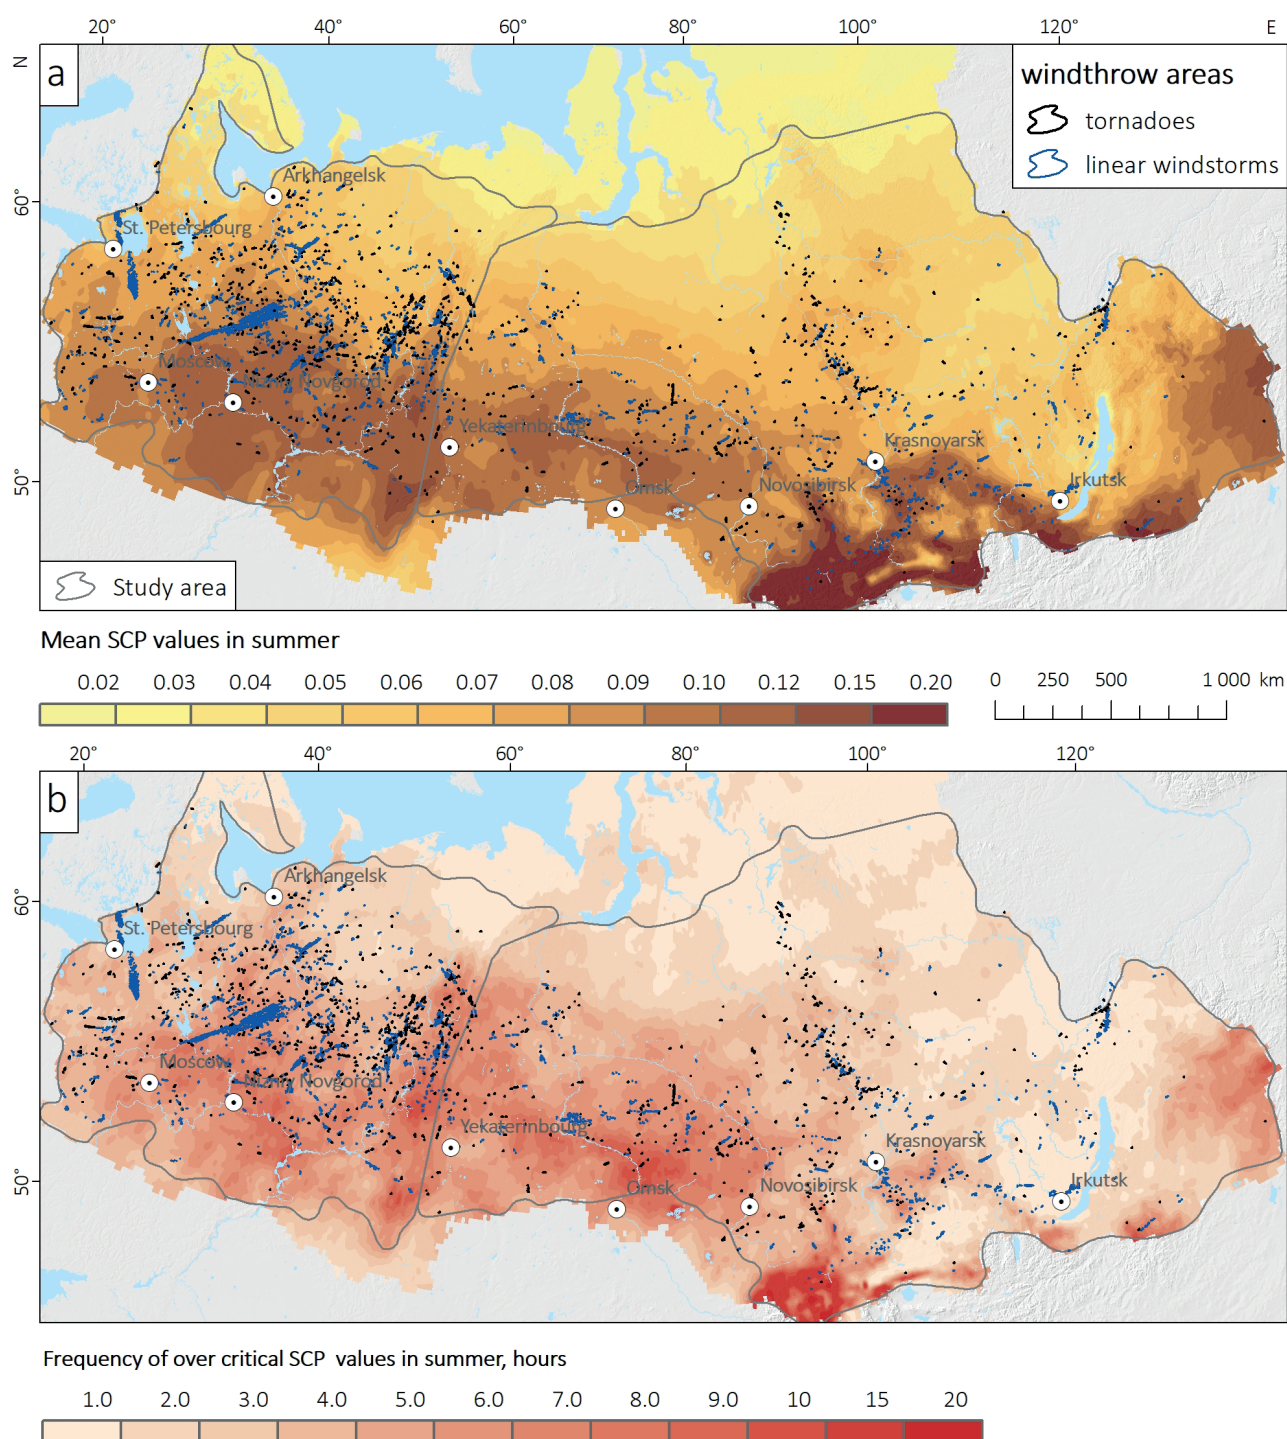 20° 40° 60° 80° 100° 120° E
N
a
windthrow areas
tornadoes
linear windstorms
Arkhangelsk
60°
St. Petersbourg
Moscow
Nizniy Novgorod
Yekaterinbourg
Krasnoyarsk
50°
Omsk
Novosibirsk
Irkutsk
Study area
Mean SCP values in summer
0.02 0.03 0.04 0.05 0.06 0.07 0.08 0.09 0.10 0.12 0.15 0.20
0 250 500 1 000 km
20° 40° 60° 80° 100° 120°
b
Arkhangelsk
60°
St. Petersbourg
Moscow
Nizniy Novgorod
Yekaterinbourg
Krasnoyarsk
50°
Omsk
Novosibirsk
Irkutsk
Frequency of over critical SCP values in summer, hours
1.0 2.0 3.0 4.0 5.0 6.0 7.0 8.0 9.0 10 15 20